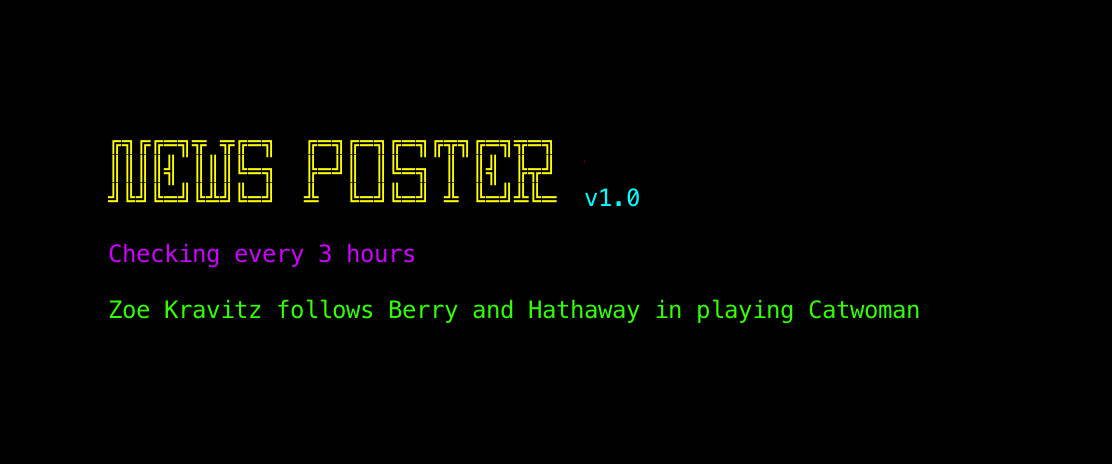 NEWS POSTER v1.0
Checking every 3 hours
Zoe Kravitz follows Berry and Hathaway in playing Catwoman